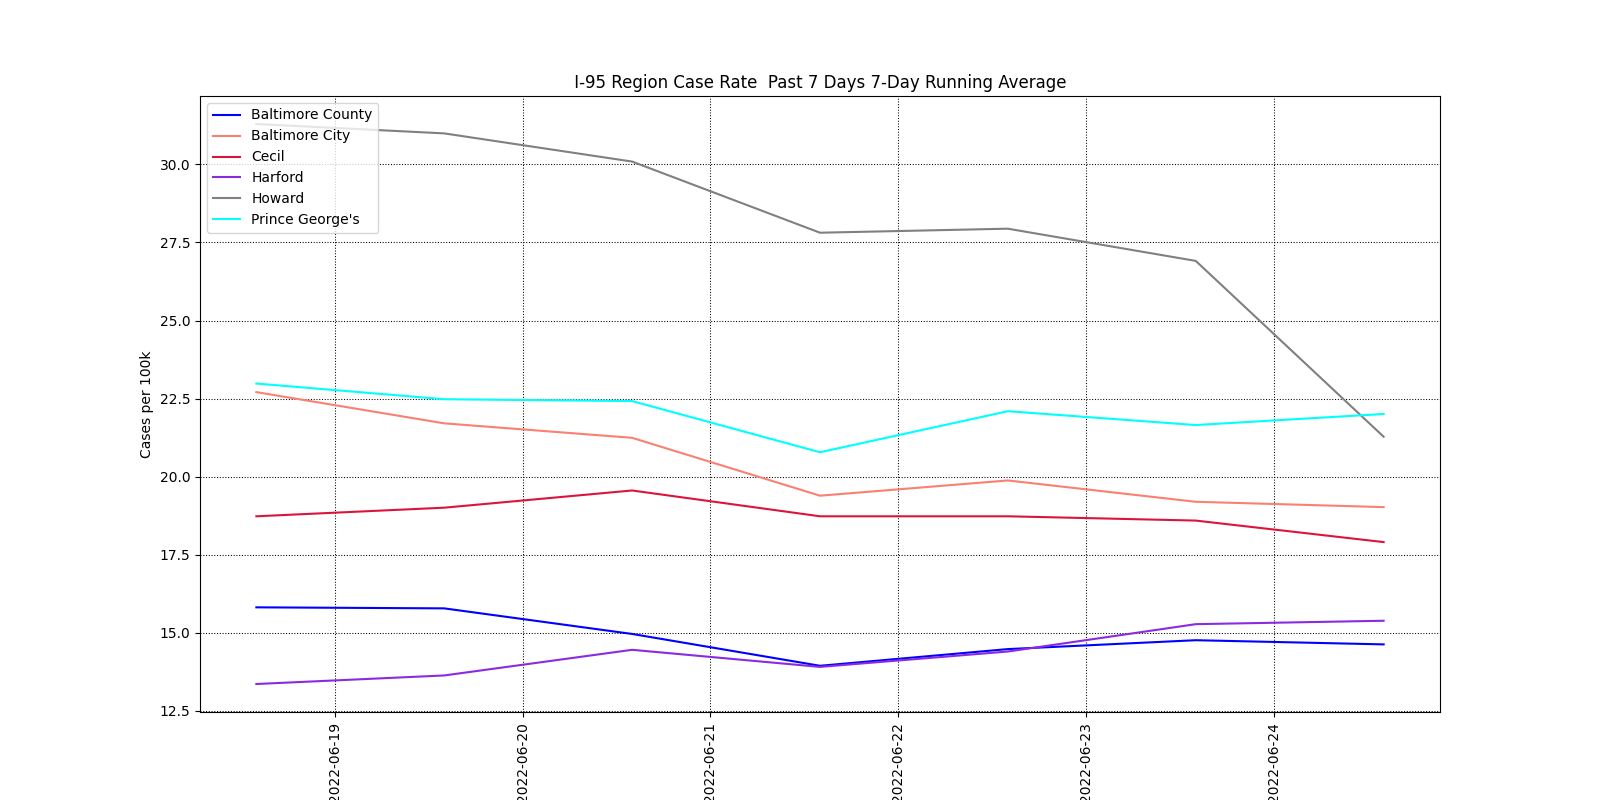 I-95 Region Case Rate  Past 7 Days 7-Day Running Average
Baltimore County
Baltimore City
Cecil
Harford
Howard
Prince George's
Cases per 100k
30.0
27.5
25.0
22.5
20.0
17.5
15.0
12.5
2022-06-19
2022-06-20
2022-06-21
2022-06-22
2022-06-23
2022-06-24